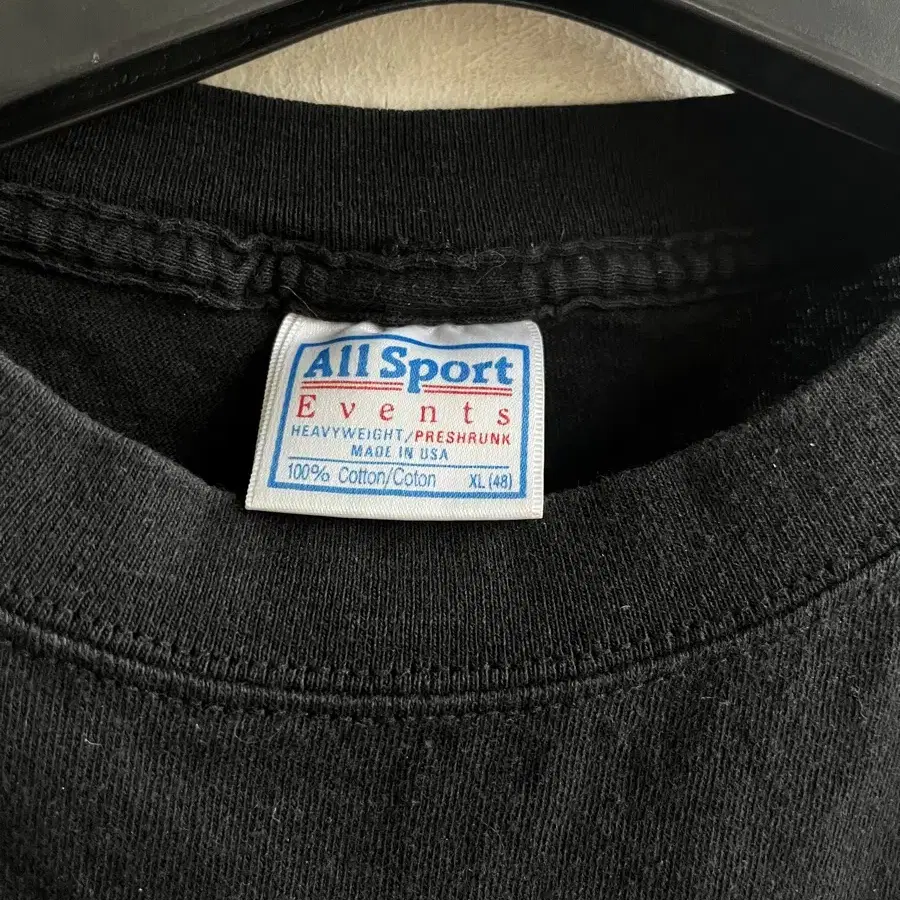 All Sport
Events
HEAVYWEIGHT/PRESHRUNK
MADE IN USA
100% Cotton/Coton XL (48)